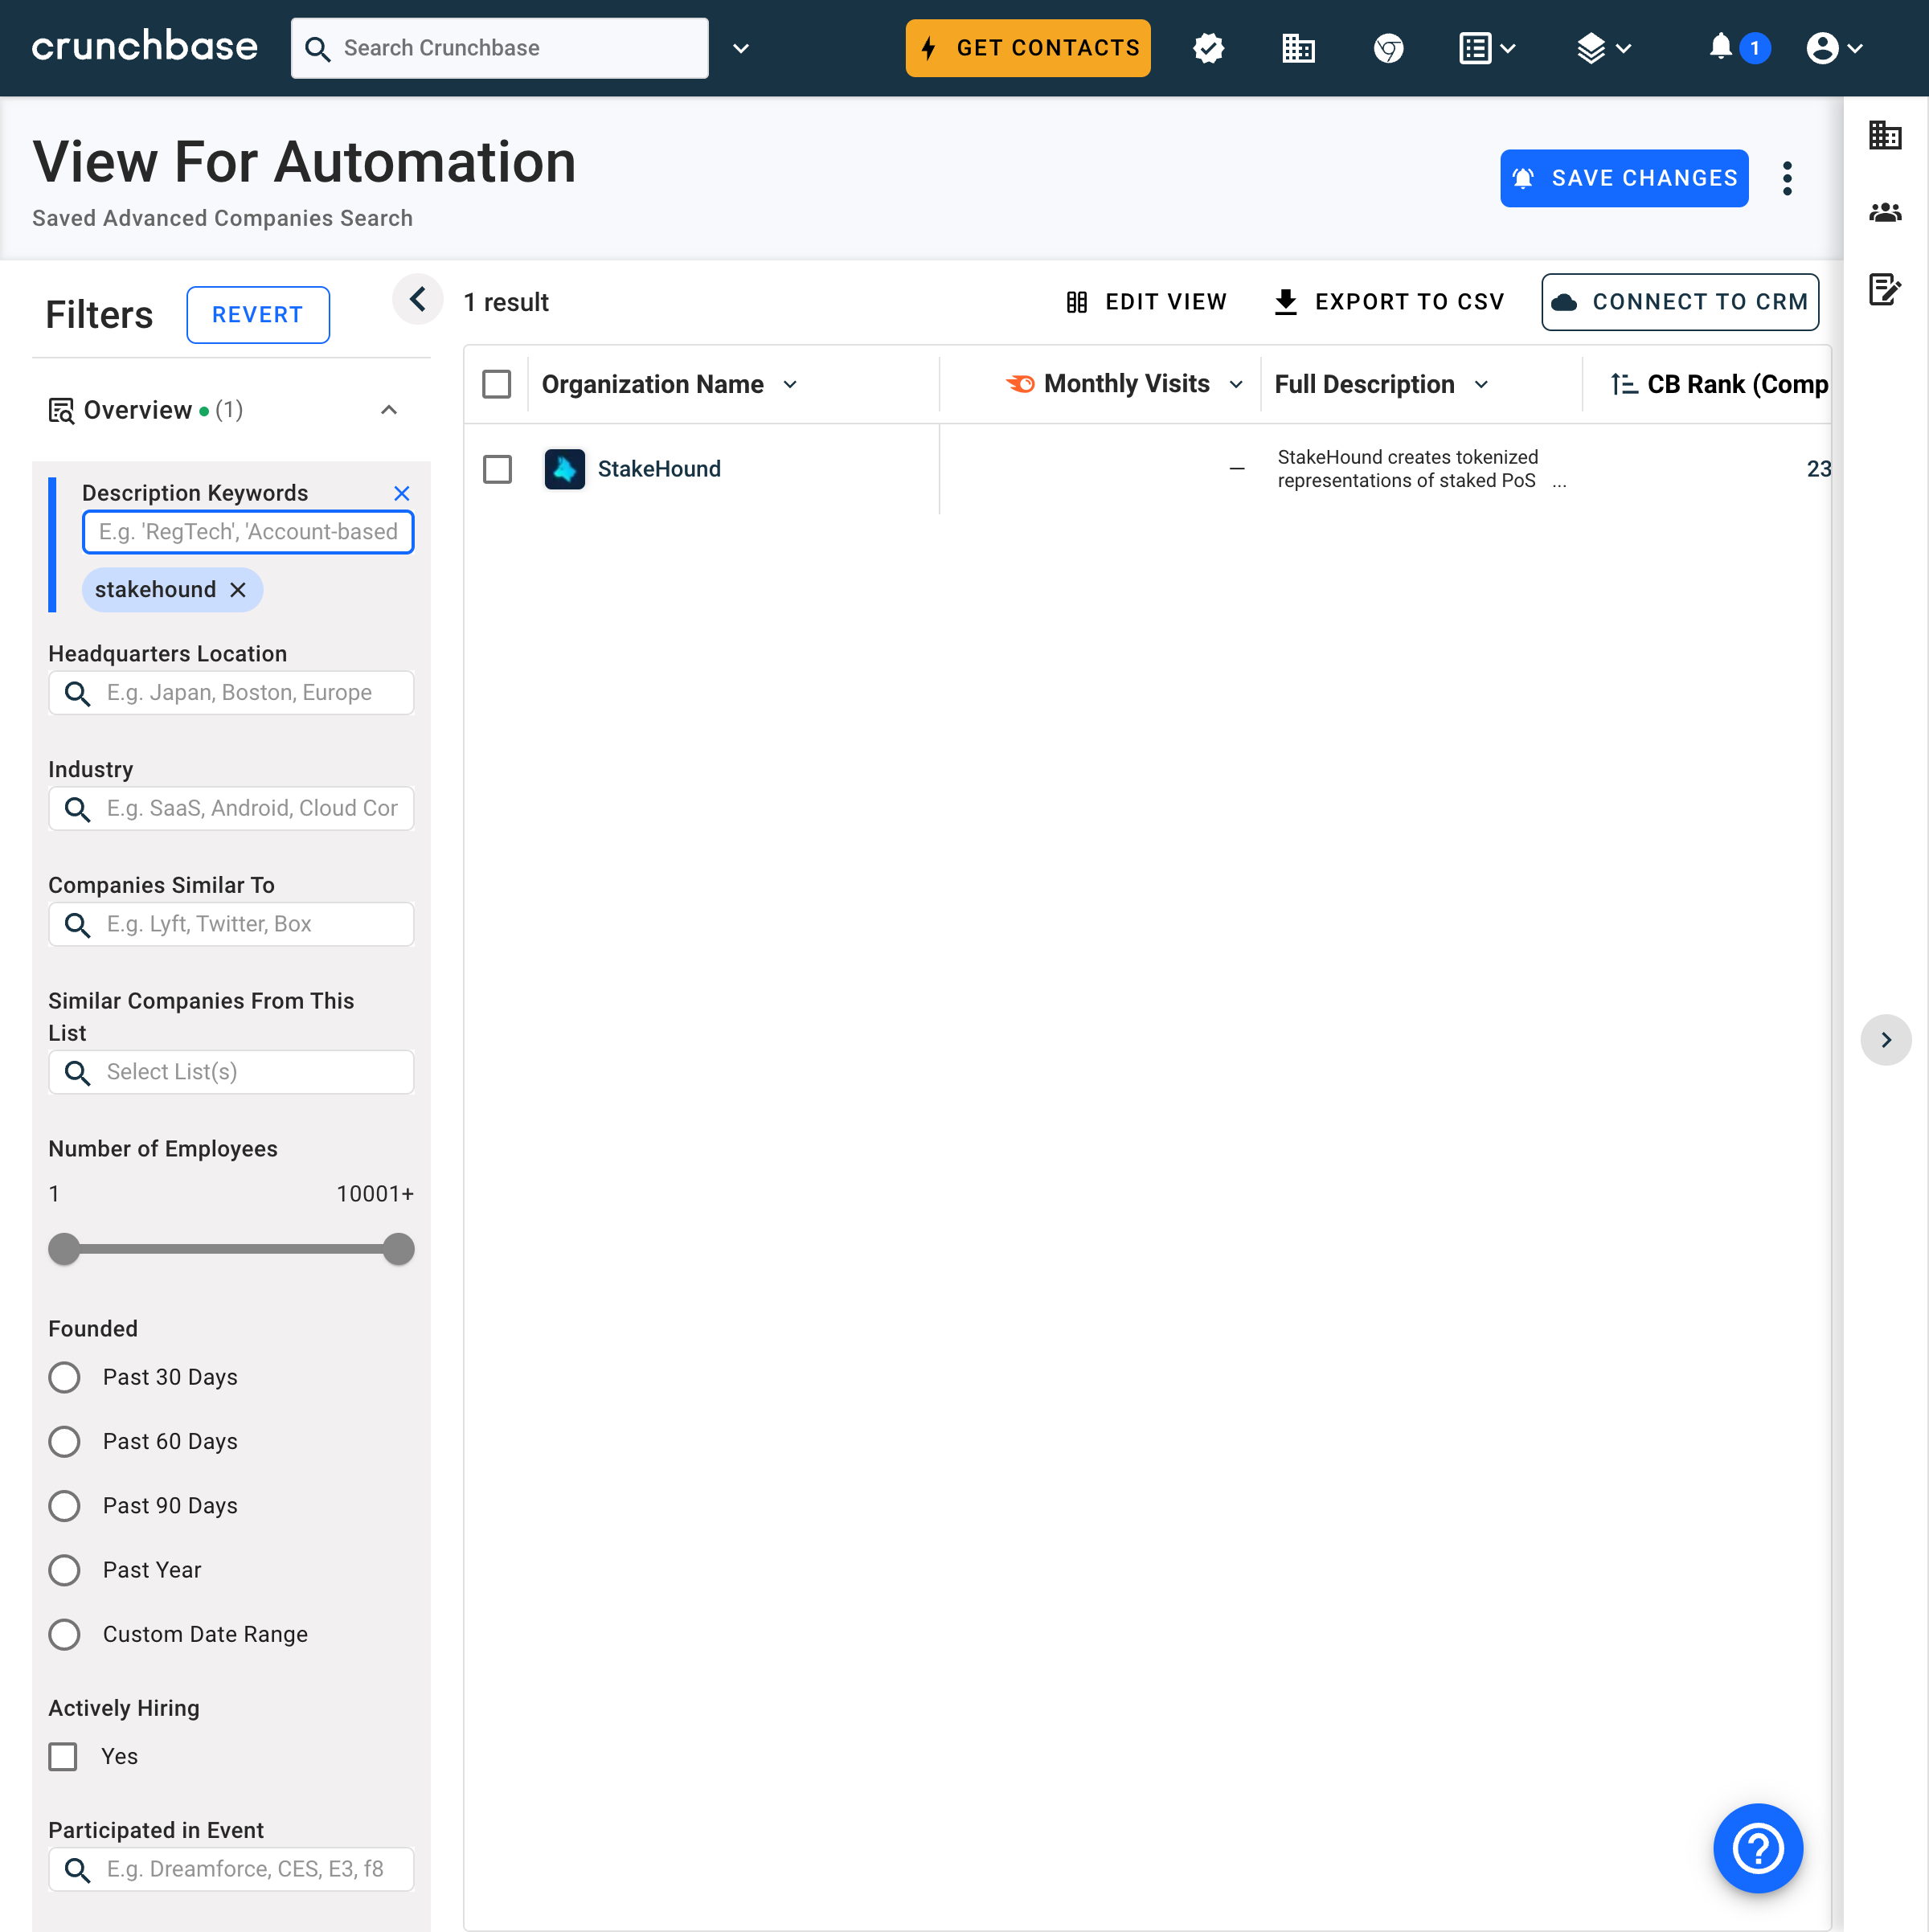 crunchbase
Search Crunchbase
GET CONTACTS
1
View For Automation
Saved Advanced Companies Search
SAVE CHANGES
Filters
REVERT
Overview (1)
Description Keywords
E.g. 'RegTech', 'Account-based
stakehound
Headquarters Location
E.g. Japan, Boston, Europe
Industry
E.g. SaaS, Android, Cloud Cor
Companies Similar To
E.g. Lyft, Twitter, Box
Similar Companies From This
List
Select List(s)
Number of Employees
1 10001+
Founded
Past 30 Days
Past 60 Days
Past 90 Days
Past Year
Custom Date Range
Actively Hiring
Yes
Participated in Event
E.g. Dreamforce, CES, E3, f8
1 result
EDIT VIEW
EXPORT TO CSV
CONNECT TO CRM
Organization Name
Monthly Visits
Full Description
CB Rank (Comp
StakeHound
—
StakeHound creates tokenized
representations of staked PoS ...
23